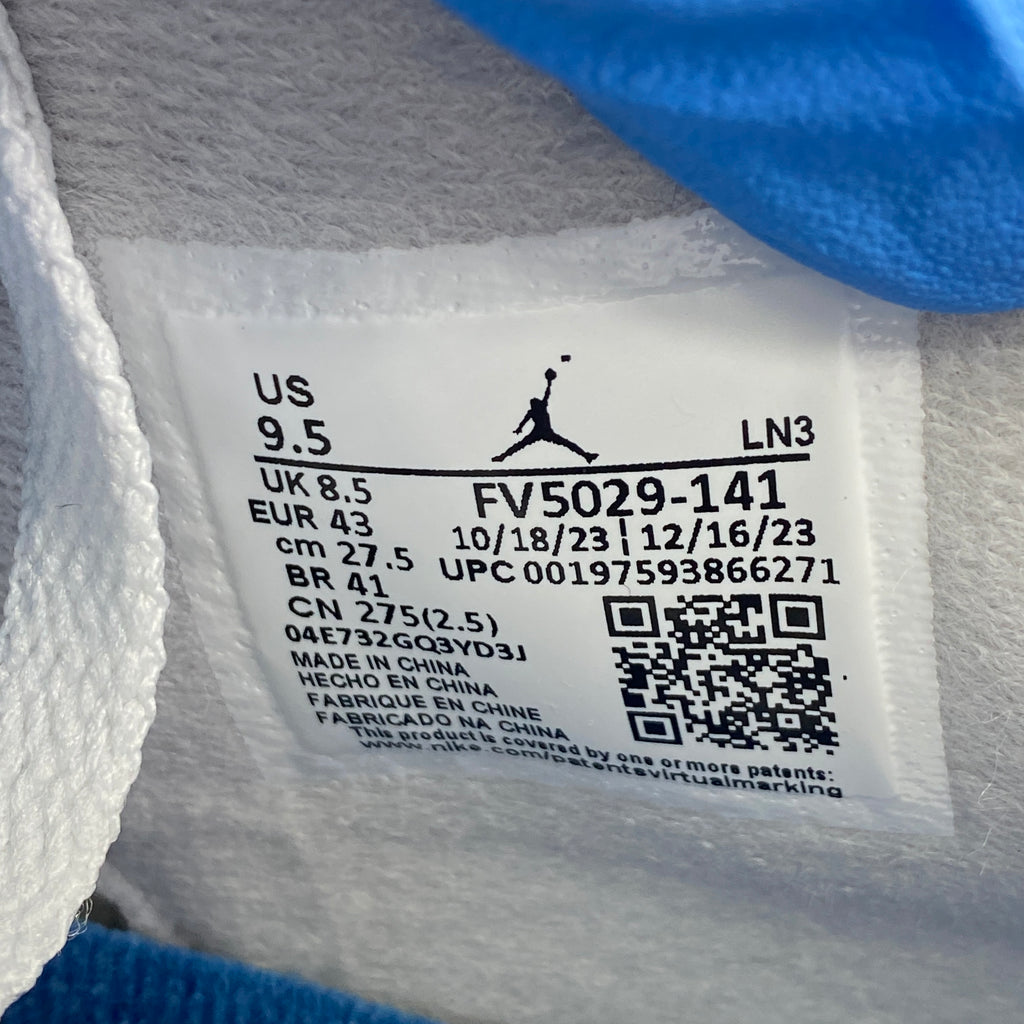 US
9.5
LN3
UK 8.5
EUR 43
cm 27.5
BR 41
CN 275(2.5)
04E732GQ3YD3J
MADE IN CHINA
HECHO EN CHINA
FABRIQUE EN CHINE
FABRICADO NA CHINA
FV5029-141
10/18/23 | 12/16/23
UPC 00197593866271
This product is covered by one or more patents:
www.nike.com/patentsvirtualmarking